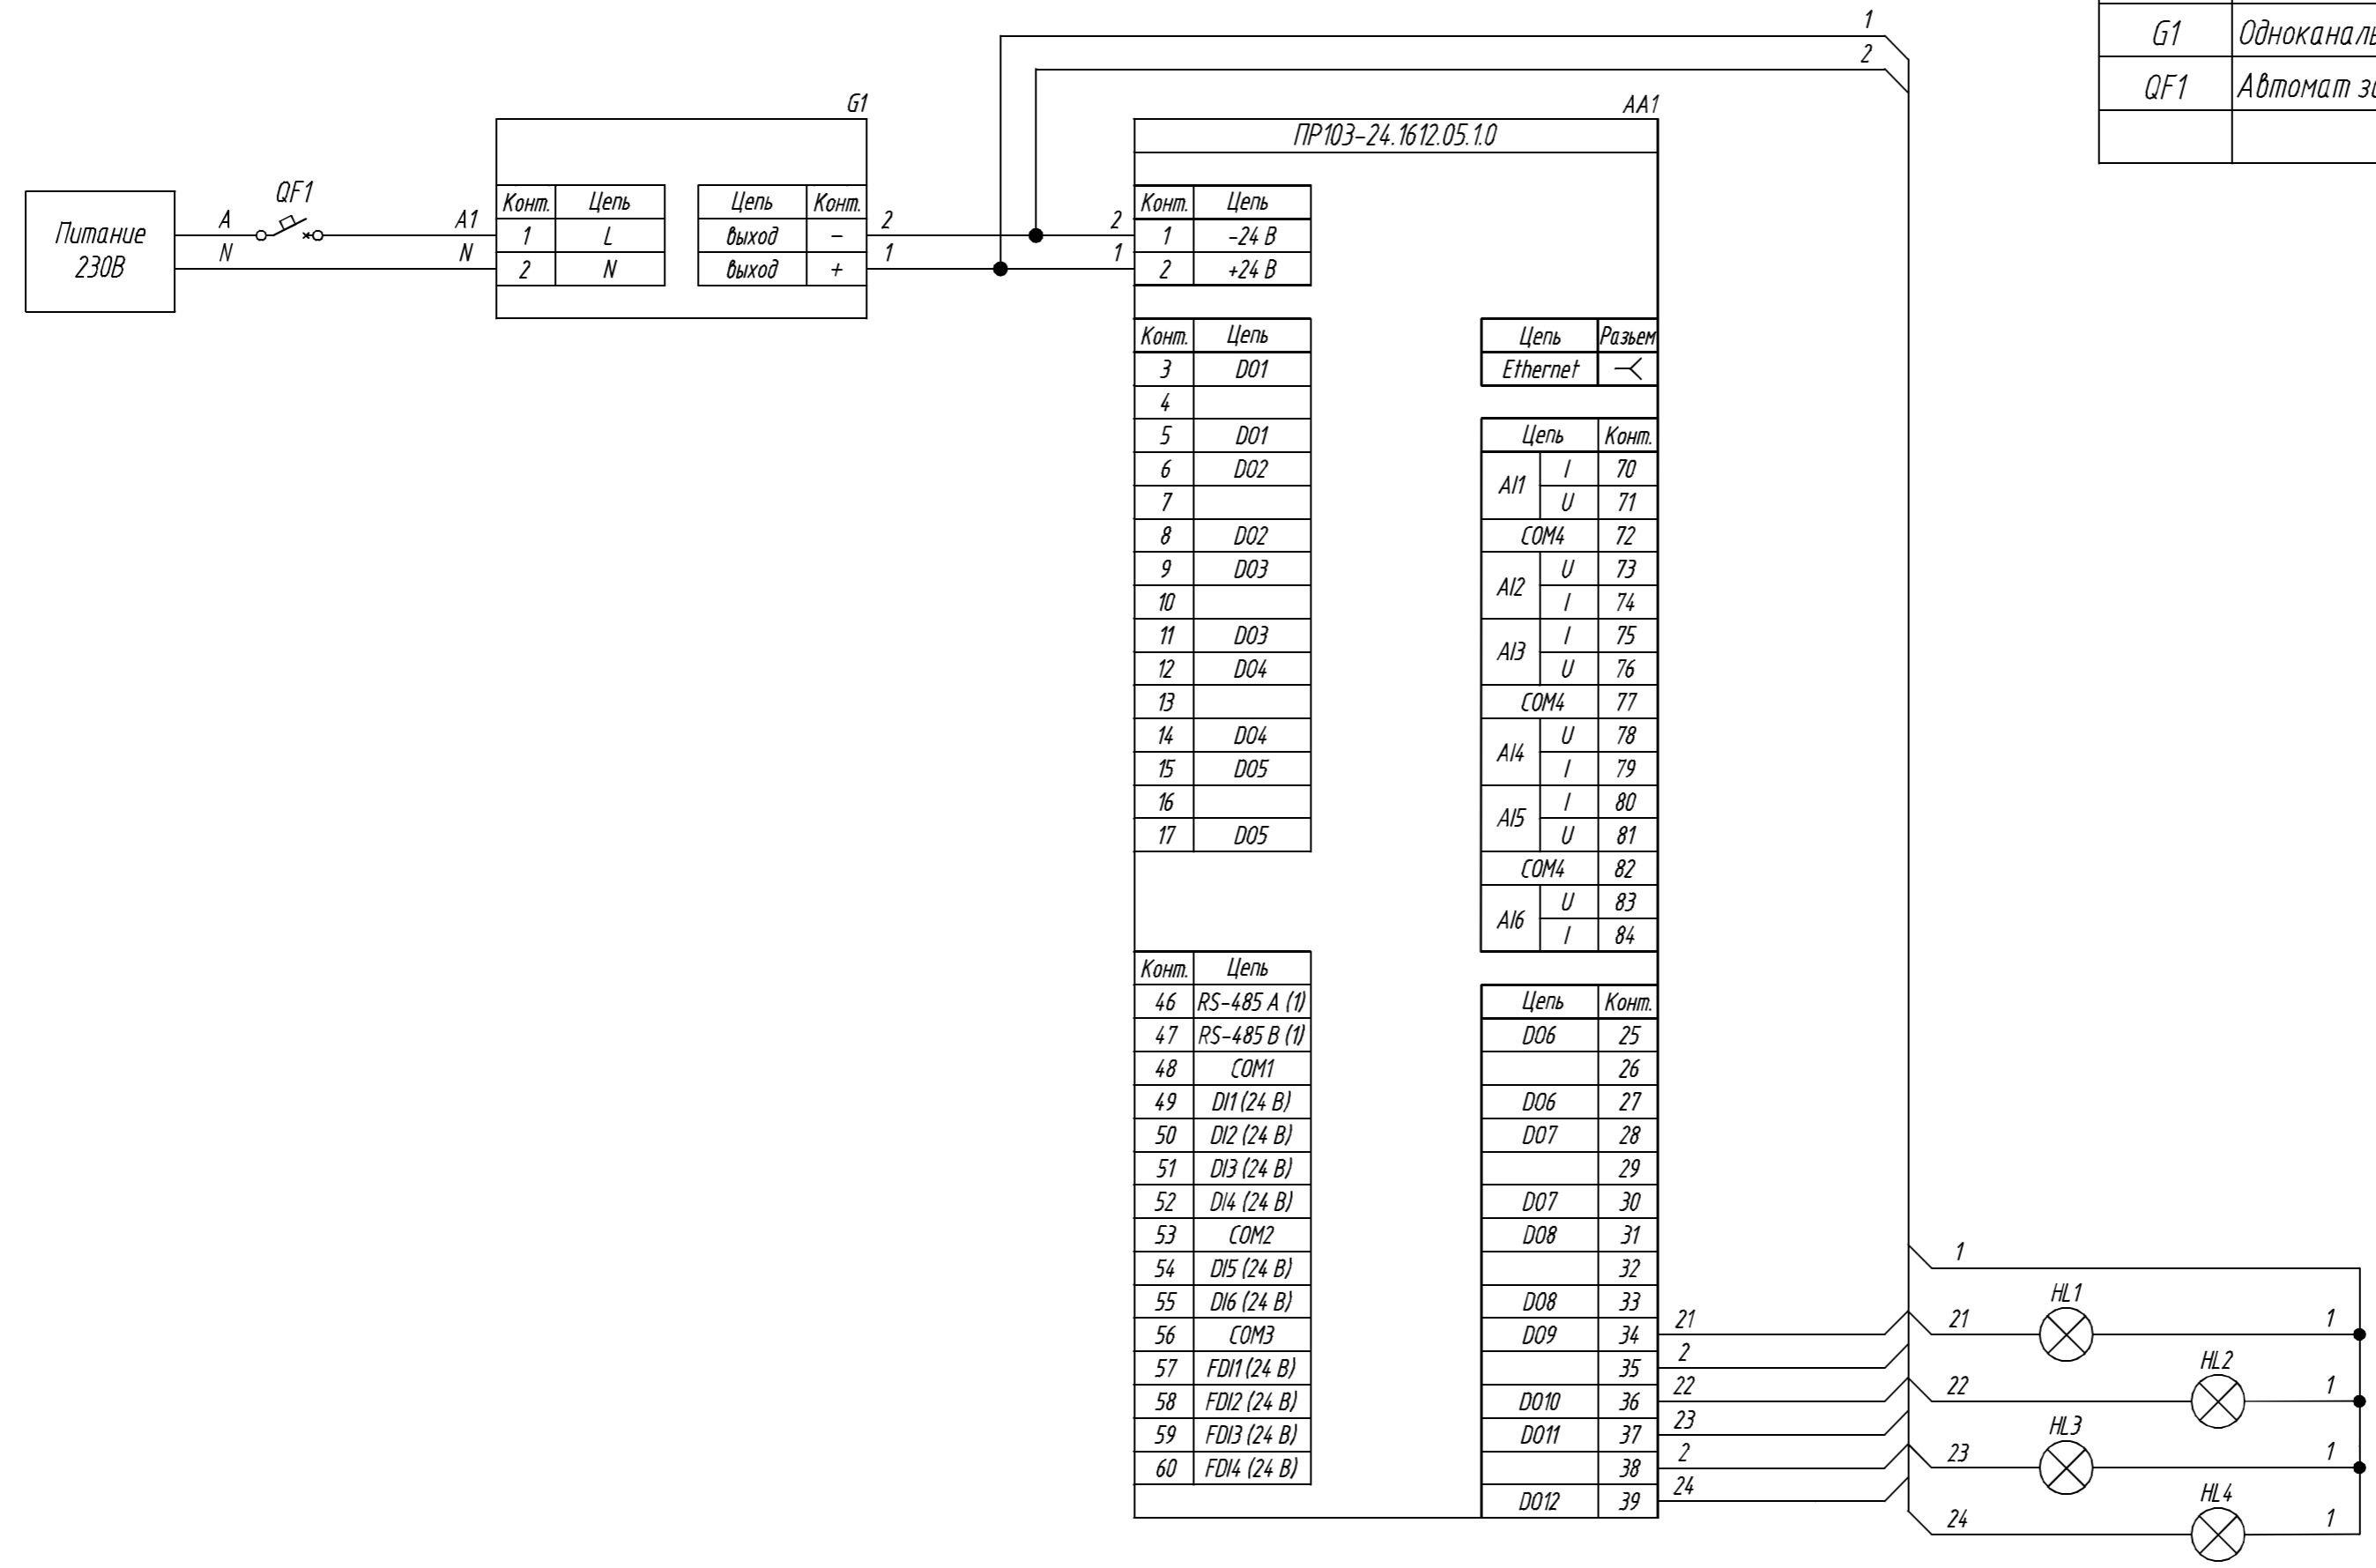 1
2
G1
Одноканаль
QF1
Автомат за
G1
AA1
ПР103-24.1612.05.1.0
Питание
230В
A
QF1
A1
N
N
Конт. Цепь
1 L
2 N
Цепь Конт.
выход -
выход +
2
1
2
1
Конт. Цепь
1 -24 В
2 +24 В
Конт. Цепь
3 DO1
4
5 DO1
6 DO2
7
8 DO2
9 DO3
10
11 DO3
12 DO4
13
14 DO4
15 DO5
16
17 DO5
Конт. Цепь
46 RS-485 A (1)
47 RS-485 B (1)
48 COM1
49 DI1 (24 В)
50 DI2 (24 В)
51 DI3 (24 В)
52 DI4 (24 В)
53 COM2
54 DI5 (24 В)
55 DI6 (24 В)
56 COM3
57 FDI1 (24 В)
58 FDI2 (24 В)
59 FDI3 (24 В)
60 FDI4 (24 В)
Цепь Разъем
Ethernet
Цепь Конт.
AI1 I 70
U 71
COM4 72
AI2 U 73
I 74
AI3 I 75
U 76
COM4 77
AI4 U 78
I 79
AI5 I 80
U 81
COM4 82
AI6 U 83
I 84
Цепь Конт.
DO6 25
26
DO6 27
DO7 28
29
DO7 30
DO8 31
32
DO8 33
DO9 34
35
DO10 36
DO11 37
38
DO12 39
21
2
22
23
2
24
1
21 HL1 1
22 HL2 1
23 HL3 1
24 HL4 1